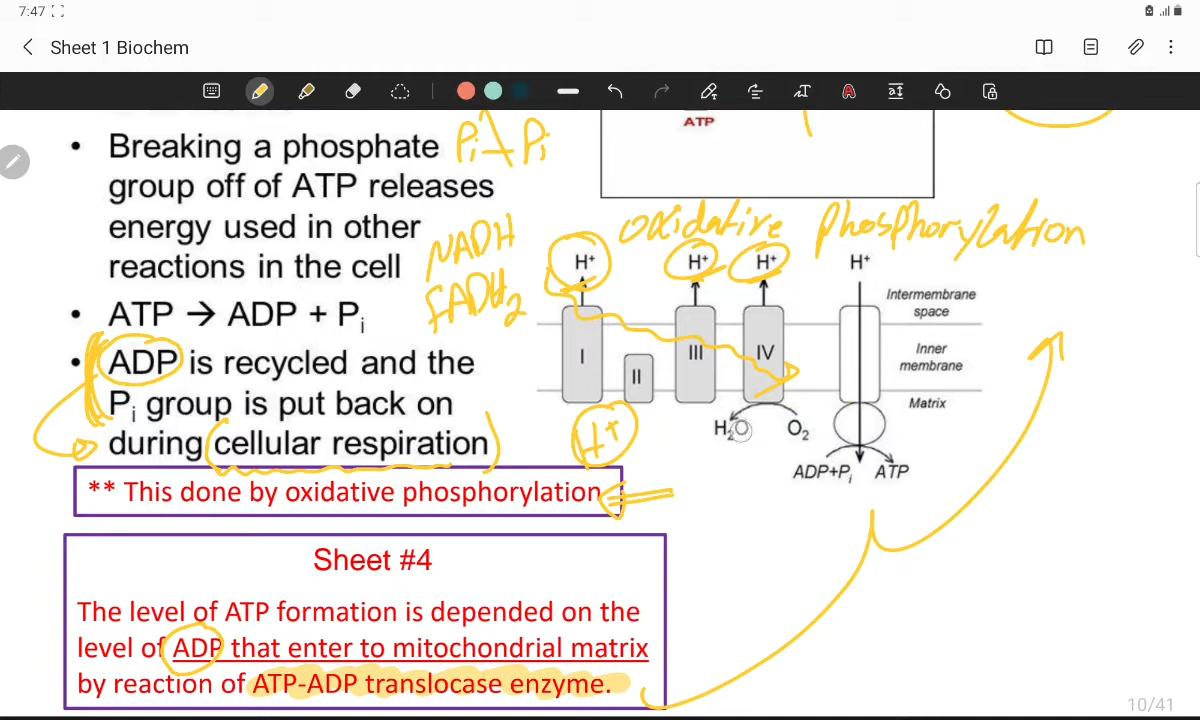 7:47
Sheet 1 Biochem
ATP
• Breaking a phosphate
group off of ATP releases
energy used in other
reactions in the cell
• ATP → ADP + Pᵢ
• ADP is recycled and the
Pᵢ group is put back on
during cellular respiration
** This done by oxidative phosphorylation
Pi Pi
NADH
FADH₂
oxidative phosphorylation
H⁺ H⁺ H⁺ H⁺
Intermembrane
space
I II III IV
Inner
membrane
Matrix
H⁺
H₂O O₂
ADP+Pᵢ ATP
Sheet #4
The level of ATP formation is depended on the
level of ADP that enter to mitochondrial matrix
by reaction of ATP-ADP translocase enzyme.
10/41